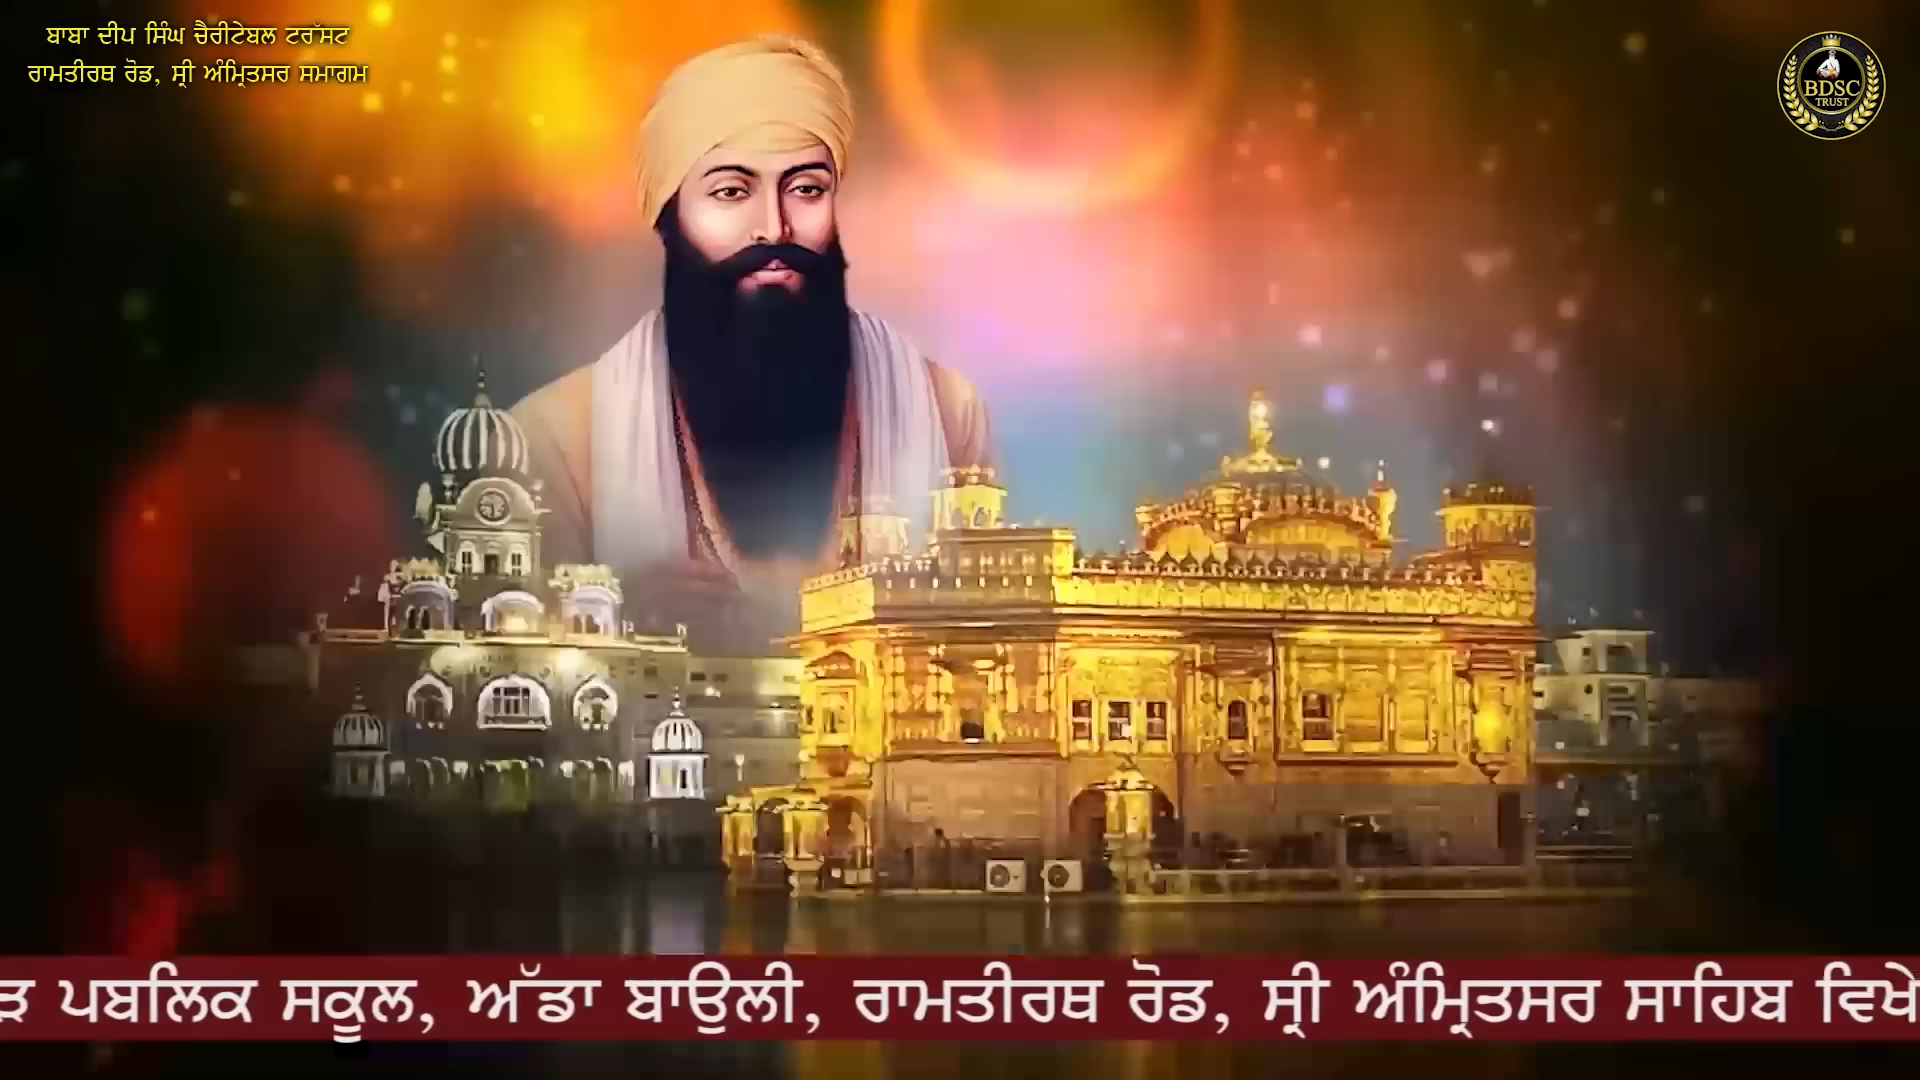 ਬਾਬਾ ਦੀਪ ਸਿੰਘ ਚੈਰੀਟੇਬਲ ਟਰੱਸਟ
ਰਾਮਤੀਰਥ ਰੋਡ, ਸ੍ਰੀ ਅੰਮ੍ਰਿਤਸਰ ਸਮਾਗਮ
BDSC
TRUST
ਪਬਲਿਕ ਸਕੂਲ, ਅੱਡਾ ਬਾਉਲੀ, ਰਾਮਤੀਰਥ ਰੋਡ, ਸ੍ਰੀ ਅੰਮ੍ਰਿਤਸਰ ਸਾਹਿਬ ਵਿਖੇ